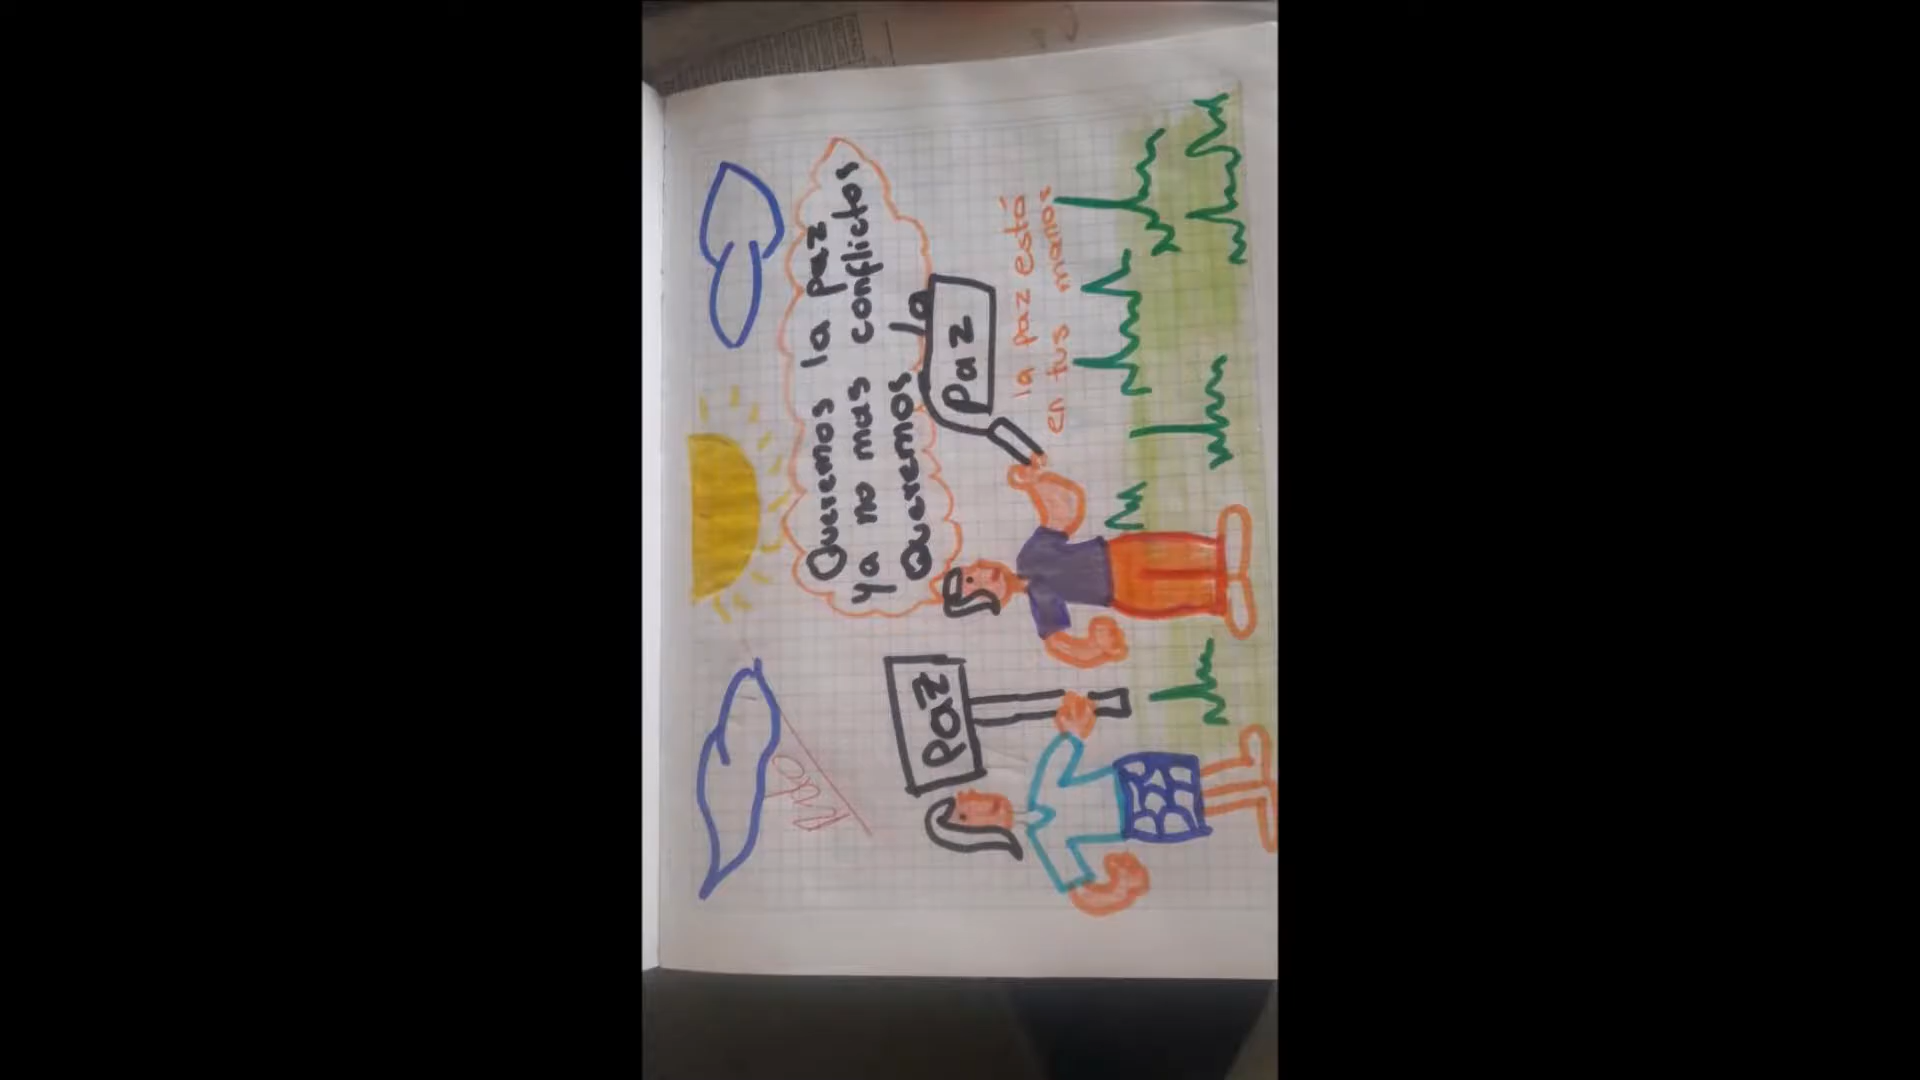 Queremos la paz
ya no mas conflictos
Queremos la
Paz
la paz está
en tus manos
Paz